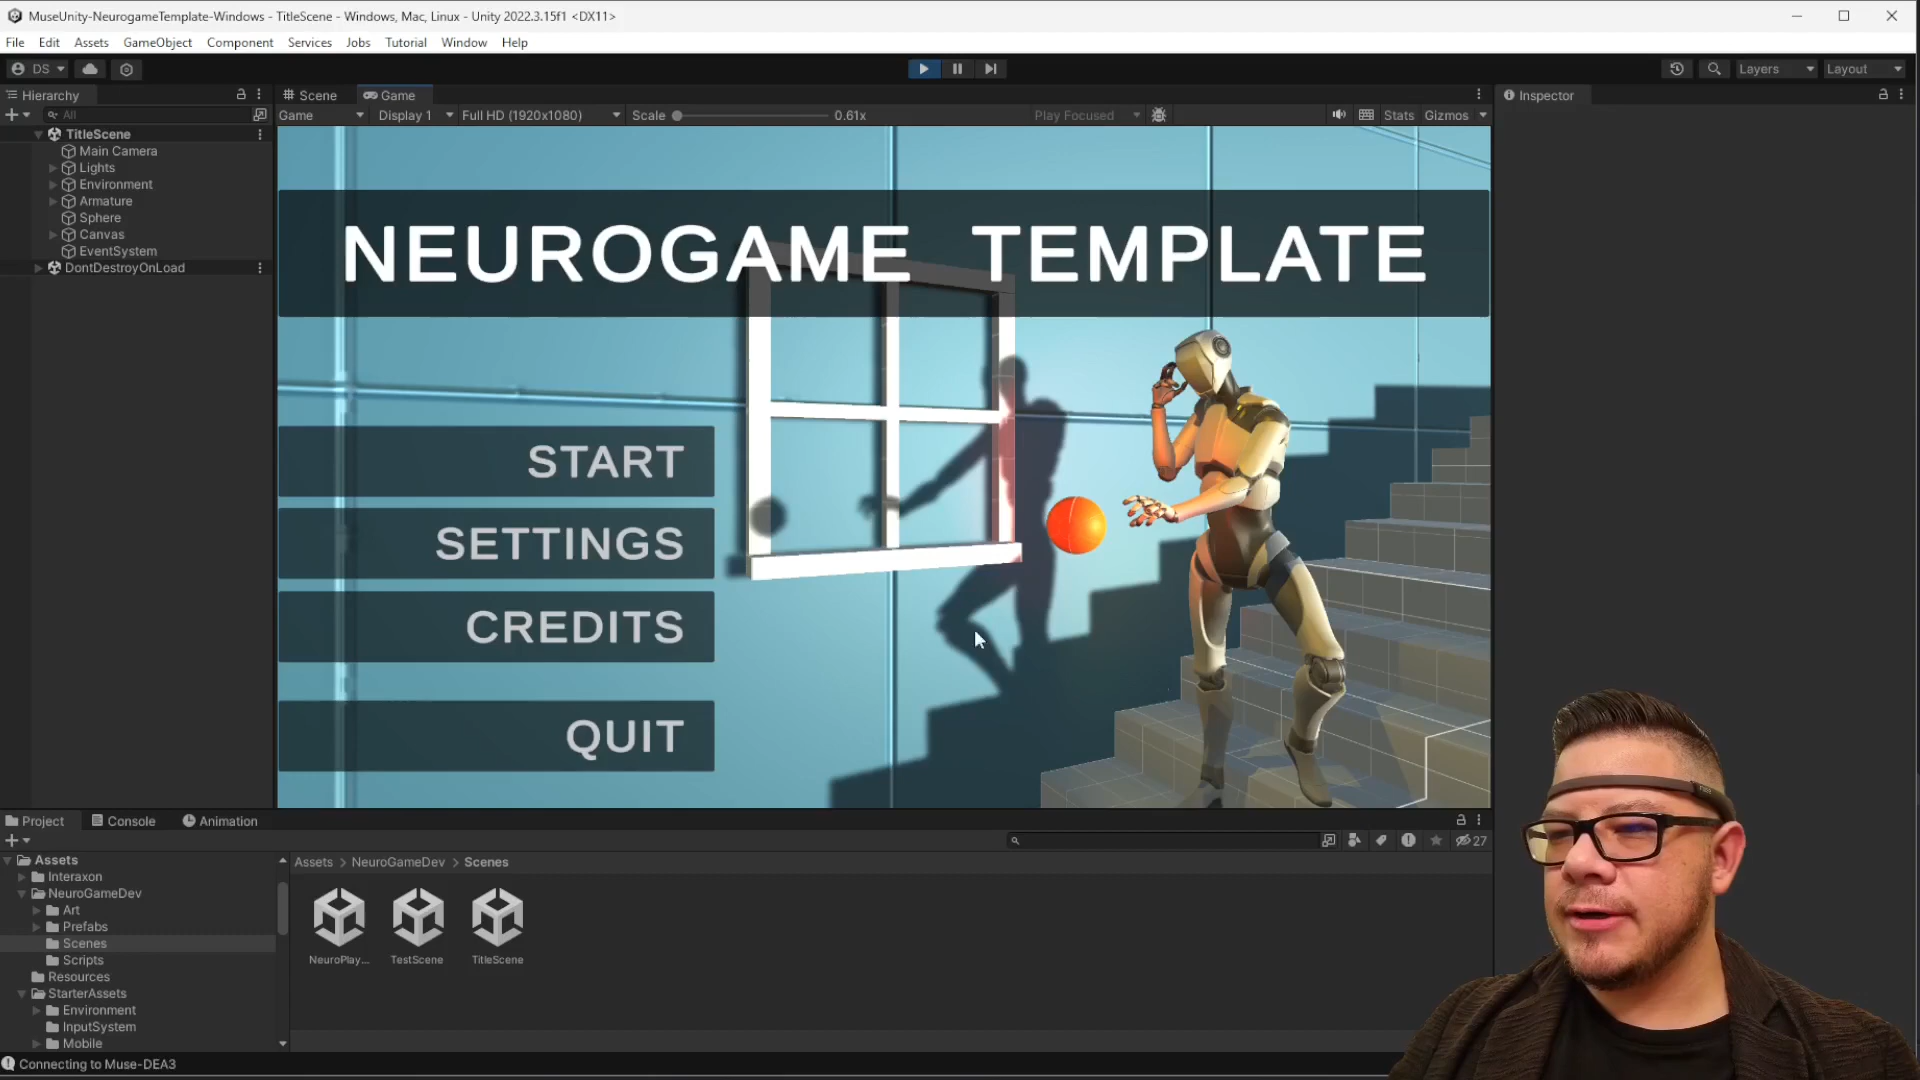 MuseUnity-NeurogameTemplate-Windows - TitleScene - Windows, Mac, Linux - Unity 2022.3.15f1 <DX11>
File Edit Assets GameObject Component Services Jobs Tutorial Window Help
DS Layers Layout
Hierarchy Scene Game Inspector
All Game Display 1 Full HD (1920x1080) Scale 0.61x Play Focused Stats Gizmos
TitleScene
Main Camera
Lights
Environment
Armature
Sphere
Canvas
EventSystem
DontDestroyOnLoad
NEUROGAME TEMPLATE
START
SETTINGS
CREDITS
QUIT
Project Console Animation
27
Assets > NeuroGameDev > Scenes
Assets
Interaxon
NeuroGameDev
Art
Prefabs
Scenes
Scripts
Resources
StarterAssets
Environment
InputSystem
Mobile
NeuroPlay... TestScene TitleScene
Connecting to Muse-DEA3